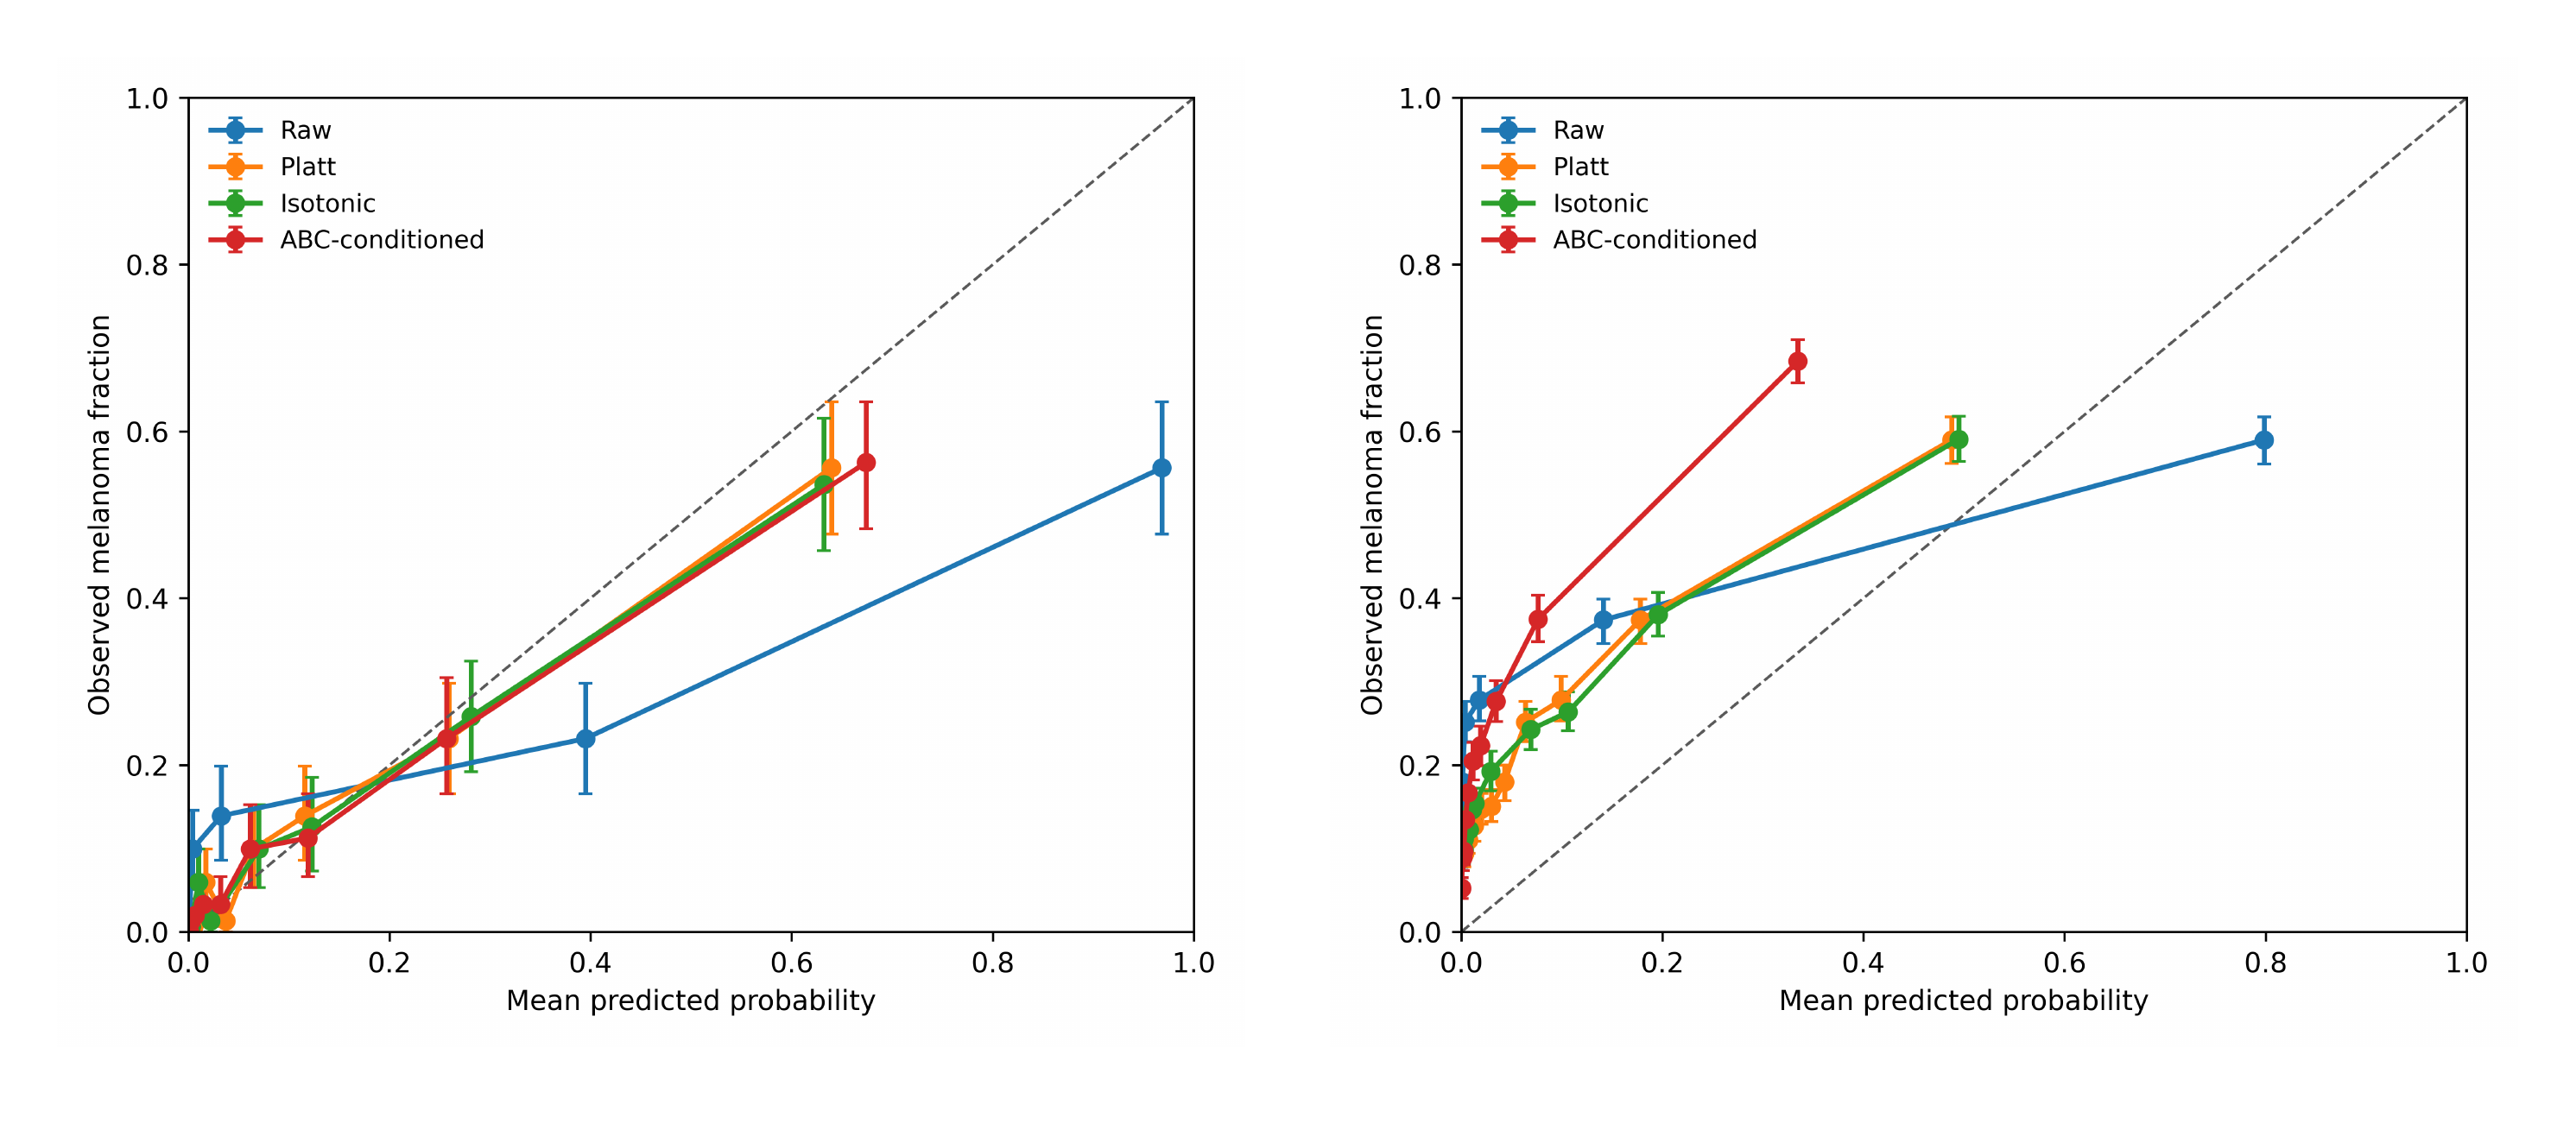 1.0
0.8
0.6
0.4
0.2
0.0
Observed melanoma fraction
Raw
Platt
Isotonic
ABC-conditioned
0.0 0.2 0.4 0.6 0.8 1.0
Mean predicted probability
1.0
0.8
0.6
0.4
0.2
0.0
Observed melanoma fraction
Raw
Platt
Isotonic
ABC-conditioned
0.0 0.2 0.4 0.6 0.8 1.0
Mean predicted probability